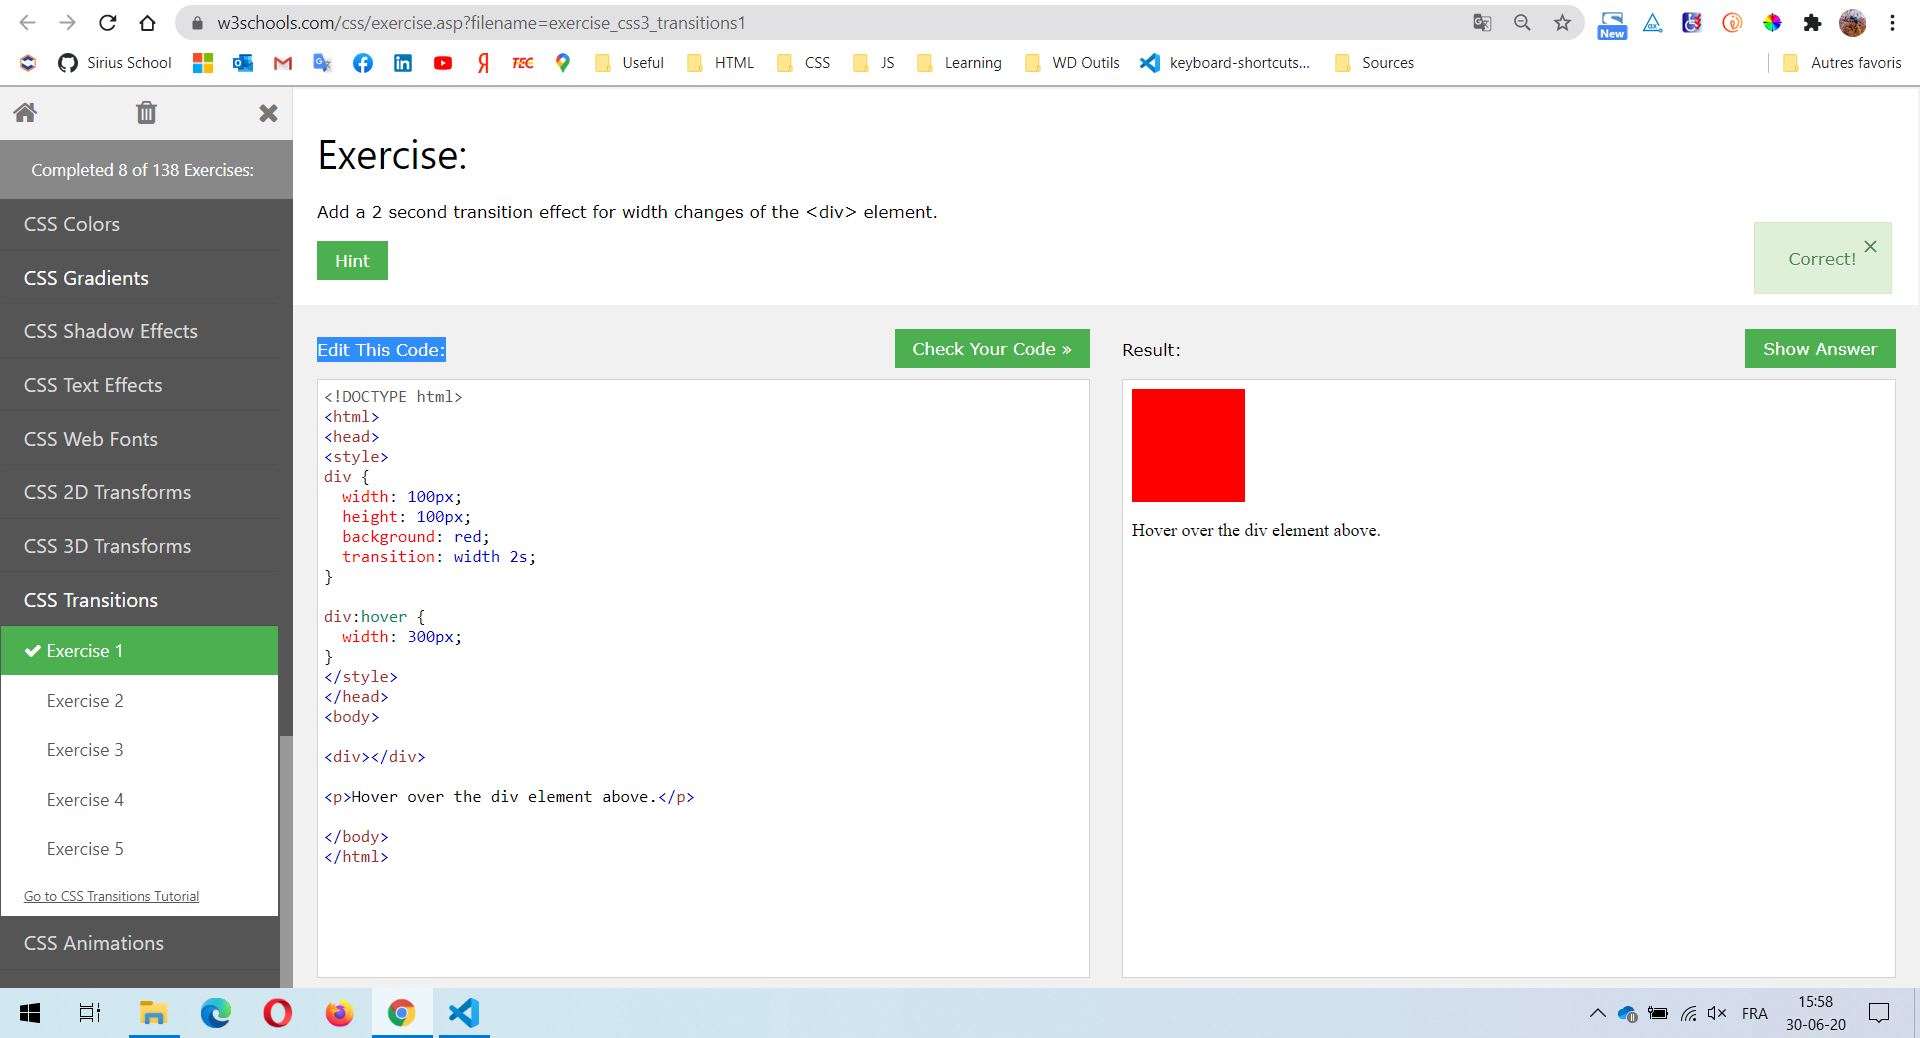 w3schools.com/css/exercise.asp?filename=exercise_css3_transitions1
New
Sirius School
TEC
Useful
HTML
CSS
JS
Learning
WD Outils
keyboard-shortcuts...
Sources
Autres favoris
Completed 8 of 138 Exercises:
CSS Colors
CSS Gradients
CSS Shadow Effects
CSS Text Effects
CSS Web Fonts
CSS 2D Transforms
CSS 3D Transforms
CSS Transitions
Exercise 1
Exercise 2
Exercise 3
Exercise 4
Exercise 5
Go to CSS Transitions Tutorial
CSS Animations
Exercise:
Add a 2 second transition effect for width changes of the <div> element.
Hint
Correct!
×
Edit This Code:
Check Your Code »
<!DOCTYPE html>
<html>
<head>
<style>
div {
  width: 100px;
  height: 100px;
  background: red;
  transition: width 2s;
}
div:hover {
  width: 300px;
}
</style>
</head>
<body>
<div></div>
<p>Hover over the div element above.</p>
</body>
</html>
Result:
Show Answer
Hover over the div element above.
FRA
15:58
30-06-20